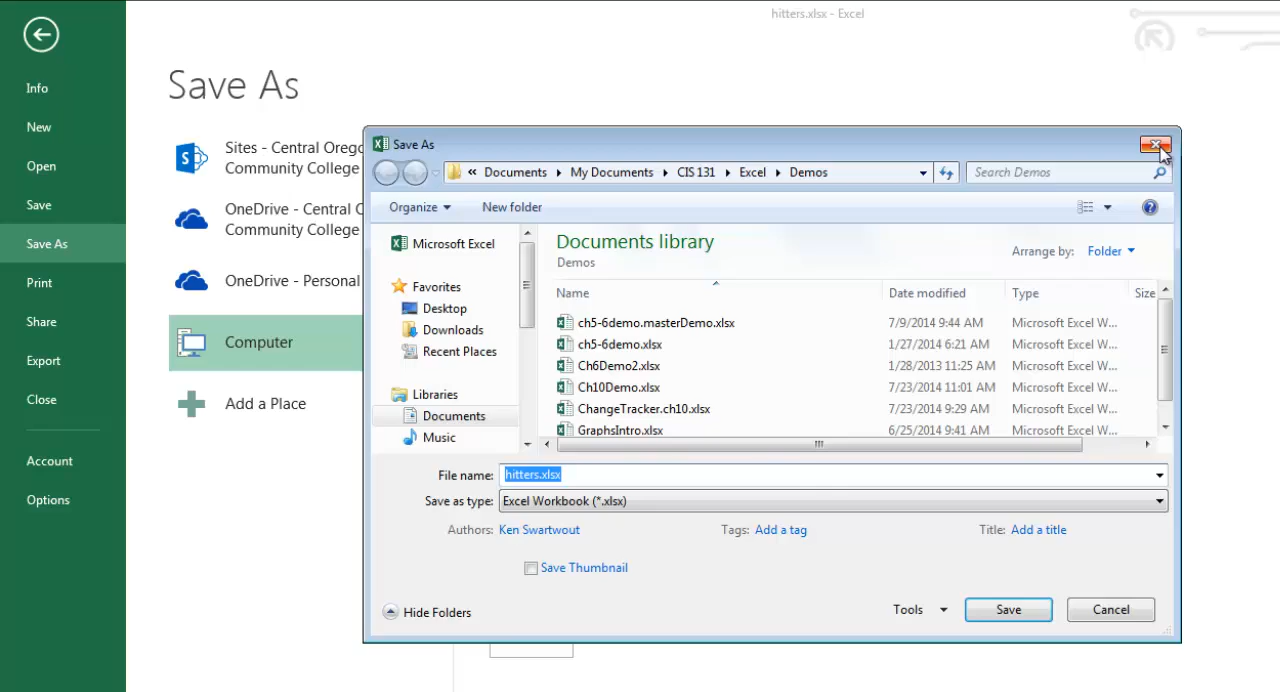 hitters.xlsx - Excel
Info
New
Open
Save
Save As
Print
Share
Export
Close
Account
Options
Save As
Sites - Central Orego
Community College
OneDrive - Central C
Community College
OneDrive - Personal
Computer
Add a Place
Save As
« Documents My Documents CIS 131 Excel Demos
Search Demos
Organize New folder
Microsoft Excel
Favorites
Desktop
Downloads
Recent Places
Libraries
Documents
Music
Documents library
Demos
Arrange by: Folder
Name Date modified Type Size
ch5-6demo.masterDemo.xlsx 7/9/2014 9:44 AM Microsoft Excel W...
ch5-6demo.xlsx 1/27/2014 6:21 AM Microsoft Excel W...
Ch6Demo2.xlsx 1/28/2013 11:25 AM Microsoft Excel W...
Ch10Demo.xlsx 7/23/2014 11:01 AM Microsoft Excel W...
ChangeTracker.ch10.xlsx 7/23/2014 9:29 AM Microsoft Excel W...
GraphsIntro.xlsx 6/25/2014 9:41 AM Microsoft Excel W...
File name: hitters.xlsx
Save as type: Excel Workbook (*.xlsx)
Authors: Ken Swartwout Tags: Add a tag Title: Add a title
Save Thumbnail
Hide Folders Tools Save Cancel